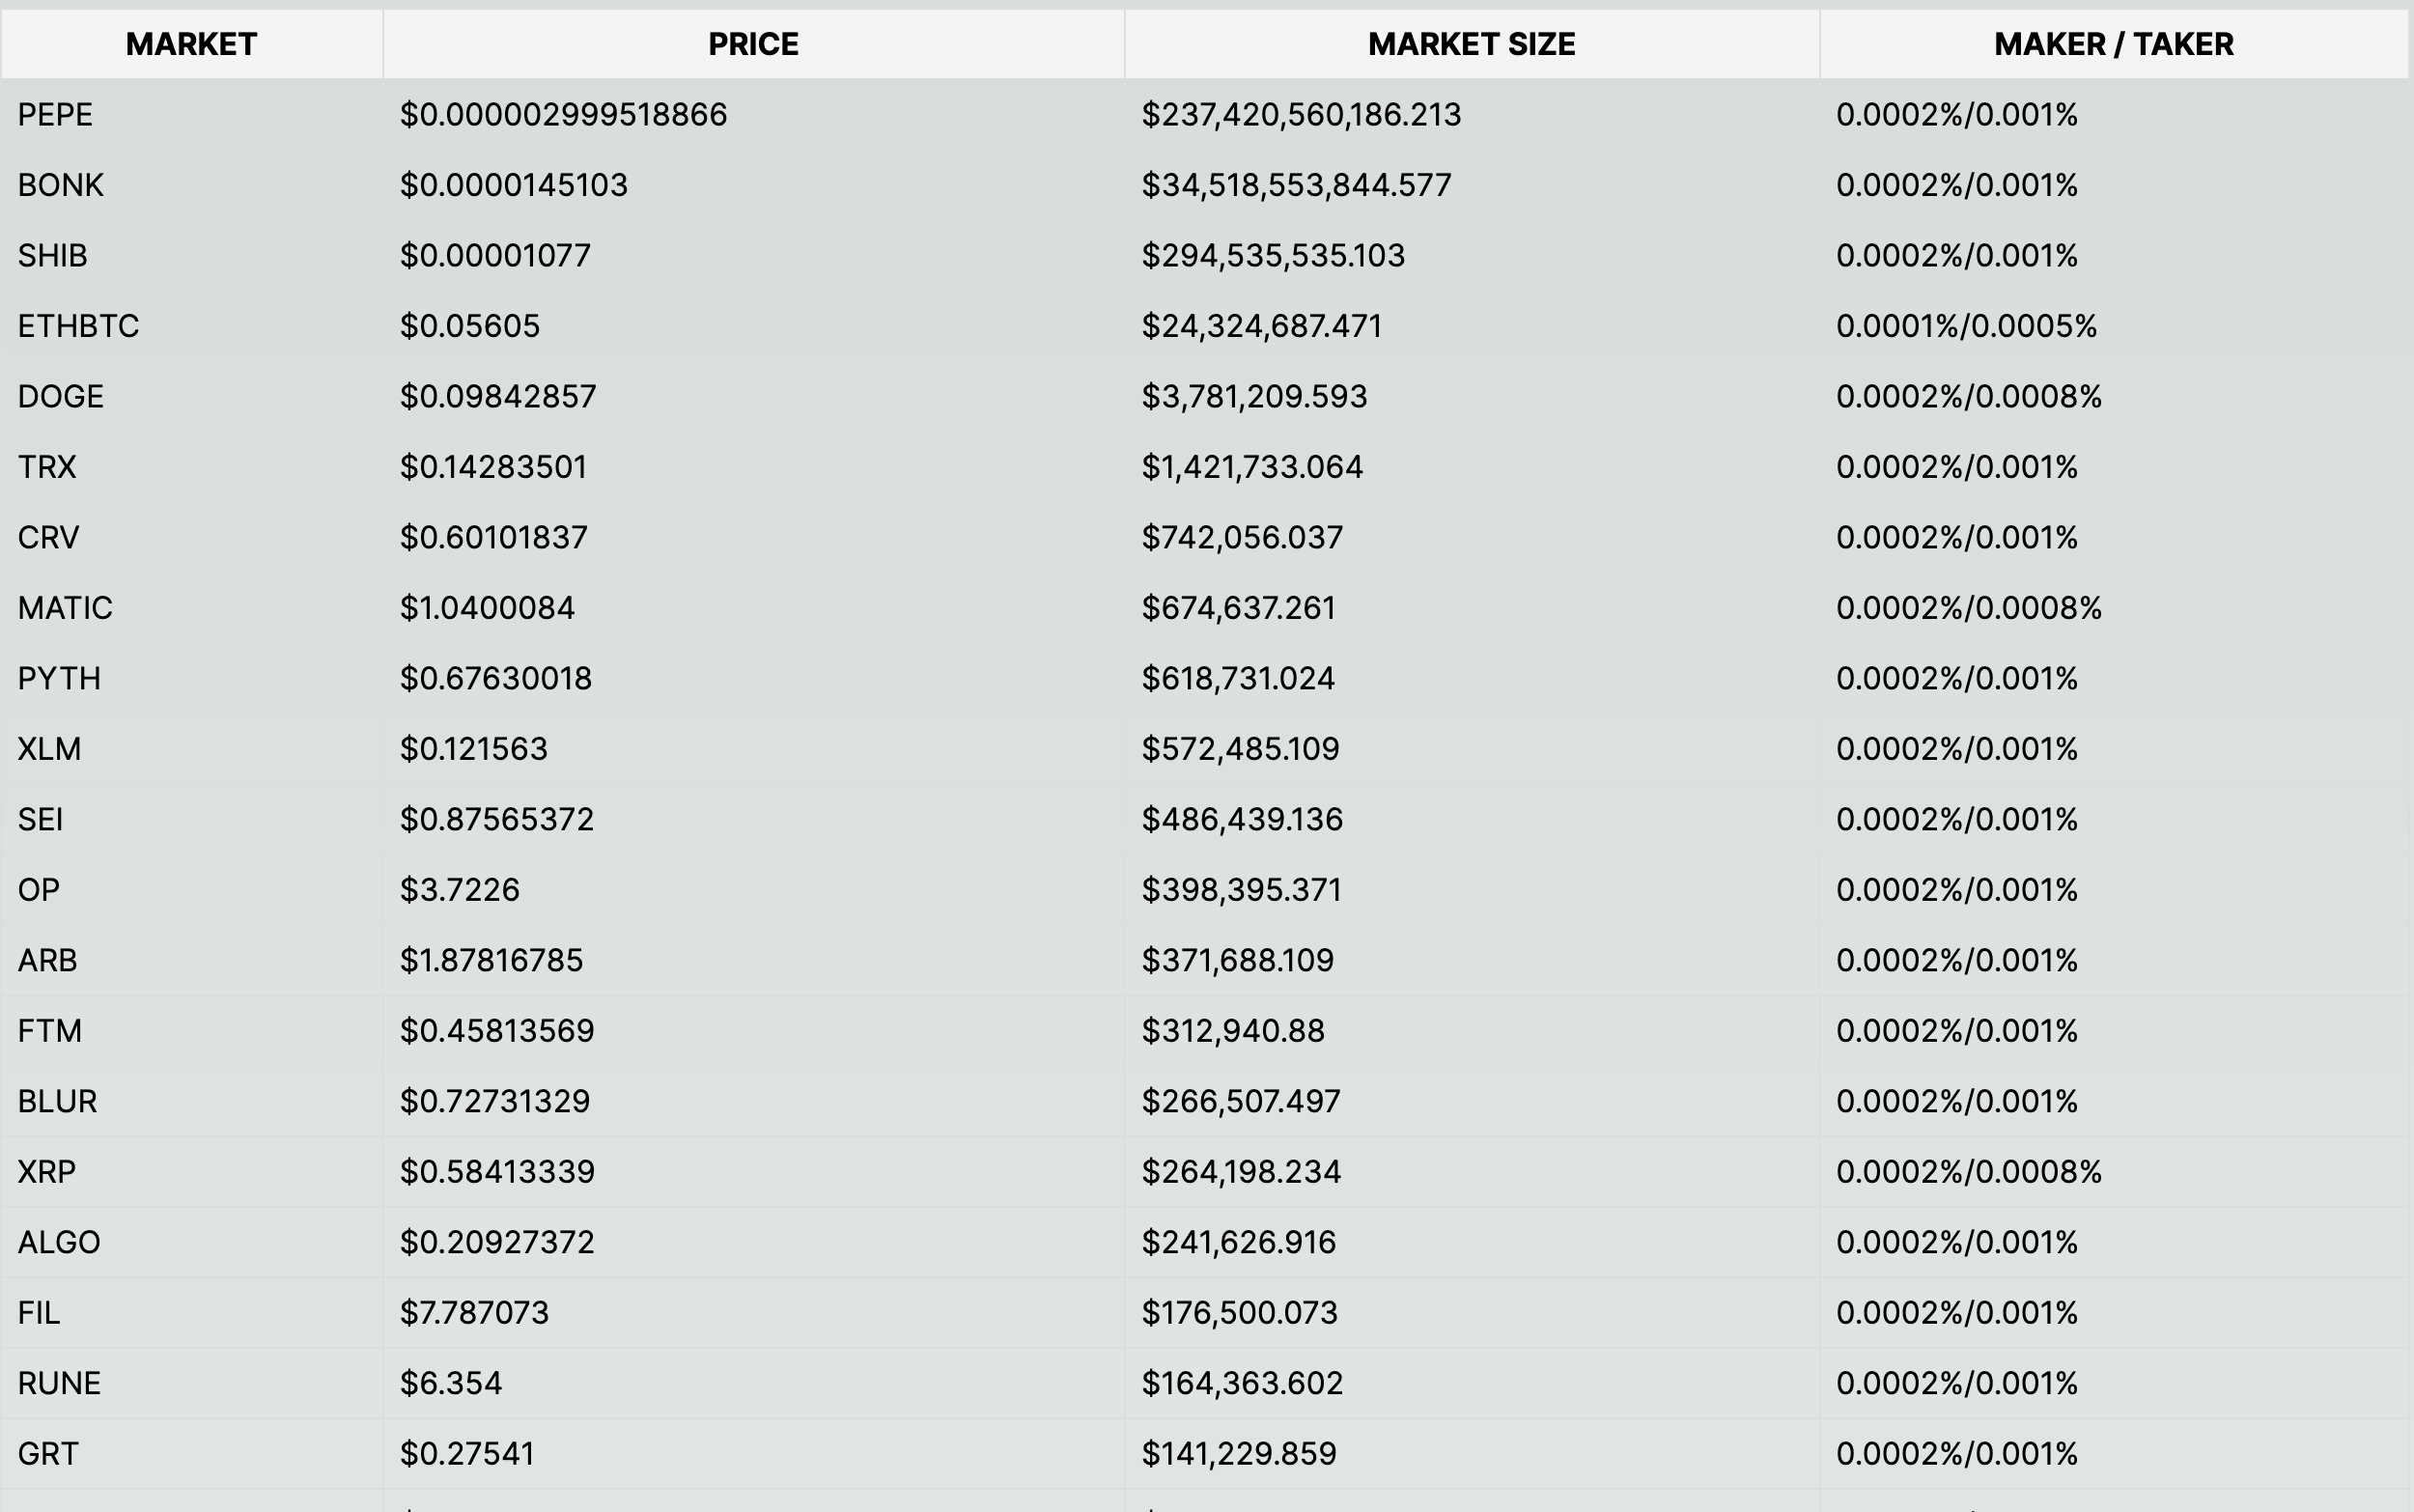 MARKET PRICE MARKET SIZE MAKER / TAKER
PEPE $0.000002999518866 $237,420,560,186.213 0.0002%/0.001%
BONK $0.0000145103 $34,518,553,844.577 0.0002%/0.001%
SHIB $0.00001077 $294,535,535.103 0.0002%/0.001%
ETHBTC $0.05605 $24,324,687.471 0.0001%/0.0005%
DOGE $0.09842857 $3,781,209.593 0.0002%/0.0008%
TRX $0.14283501 $1,421,733.064 0.0002%/0.001%
CRV $0.60101837 $742,056.037 0.0002%/0.001%
MATIC $1.0400084 $674,637.261 0.0002%/0.0008%
PYTH $0.67630018 $618,731.024 0.0002%/0.001%
XLM $0.121563 $572,485.109 0.0002%/0.001%
SEI $0.87565372 $486,439.136 0.0002%/0.001%
OP $3.7226 $398,395.371 0.0002%/0.001%
ARB $1.87816785 $371,688.109 0.0002%/0.001%
FTM $0.45813569 $312,940.88 0.0002%/0.001%
BLUR $0.72731329 $266,507.497 0.0002%/0.001%
XRP $0.58413339 $264,198.234 0.0002%/0.0008%
ALGO $0.20927372 $241,626.916 0.0002%/0.001%
FIL $7.787073 $176,500.073 0.0002%/0.001%
RUNE $6.354 $164,363.602 0.0002%/0.001%
GRT $0.27541 $141,229.859 0.0002%/0.001%